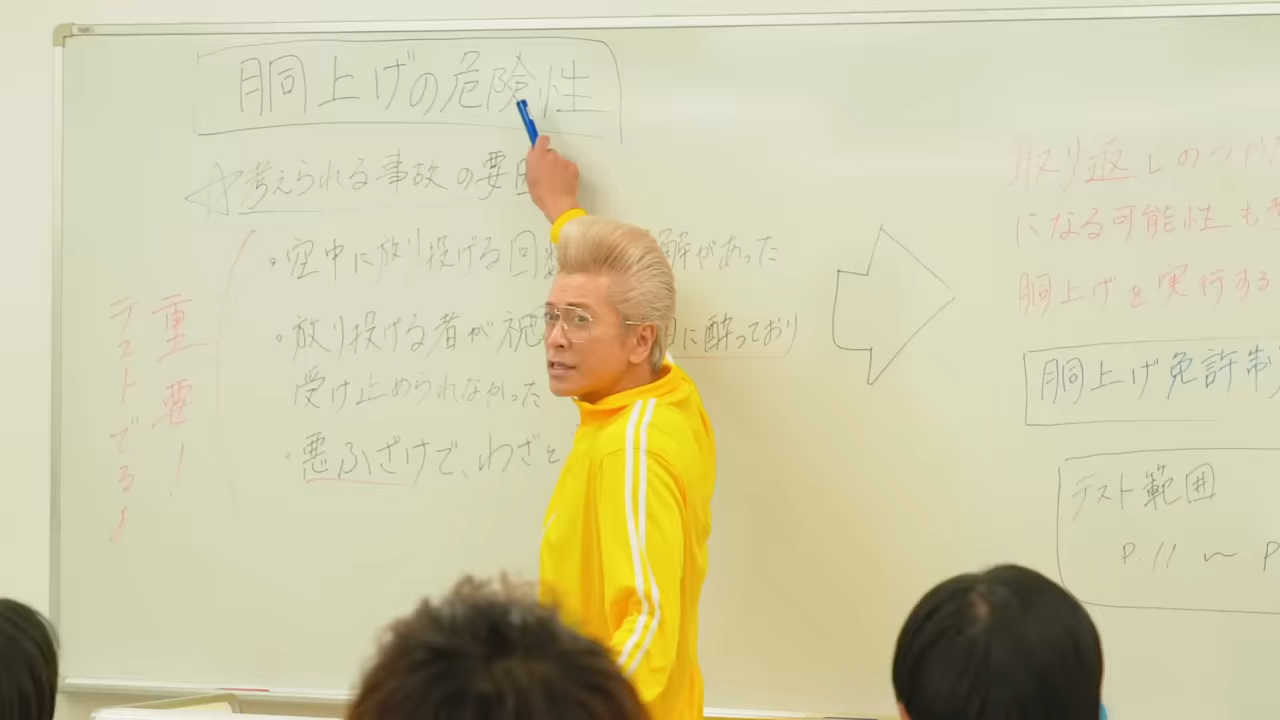 胴上げの危険性
☆考えられる事故の要因
・空中に放り投げる回数 解があった
・放り投げる者が祝 に酔っており
受け止められなかった
・悪ふざけで、わざと
重要!
テストでる!
取り返しのつか
になる可能性も
胴上げを実行する
胴上げ免許制
テスト範囲
P.11 ~ P